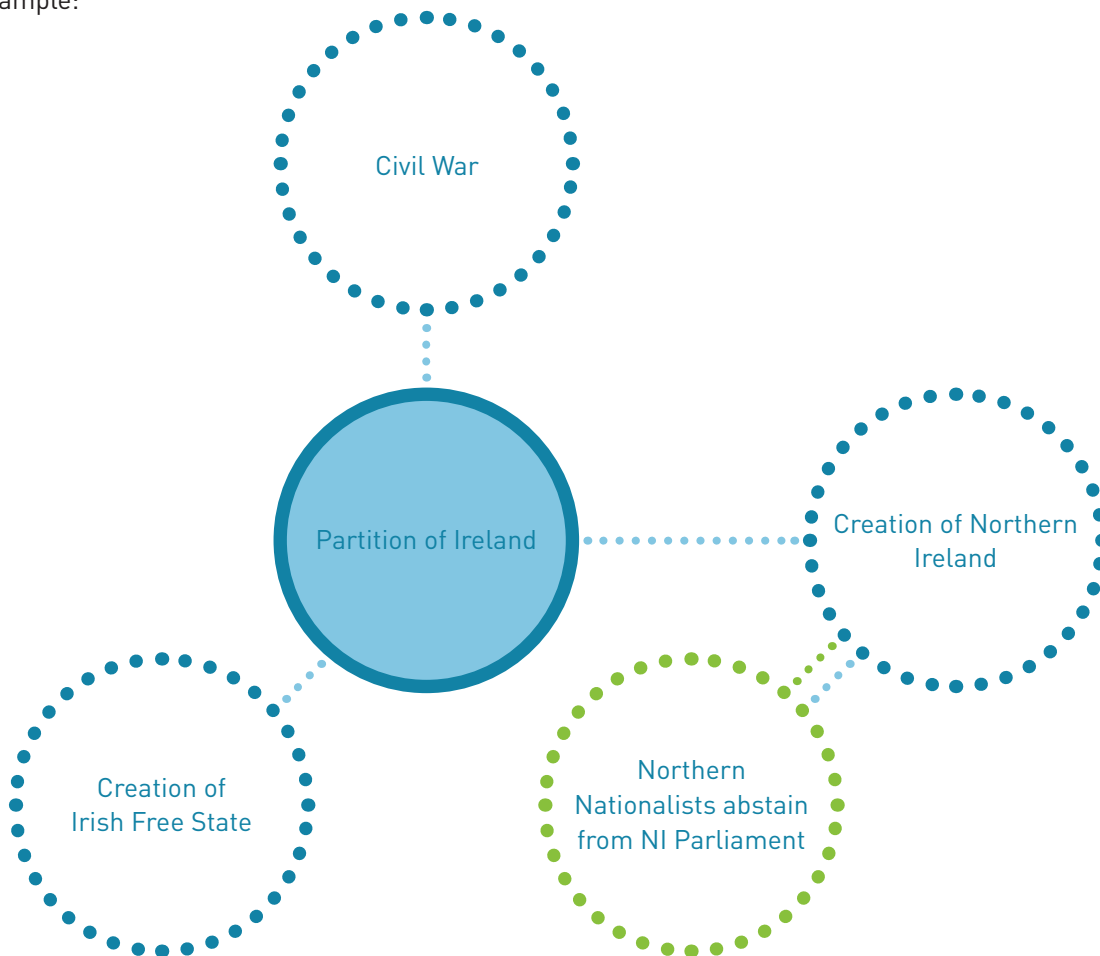 ample:
Civil War
Partition of Ireland
Creation of Northern
Ireland
Creation of
Irish Free State
Northern
Nationalists abstain
from NI Parliament